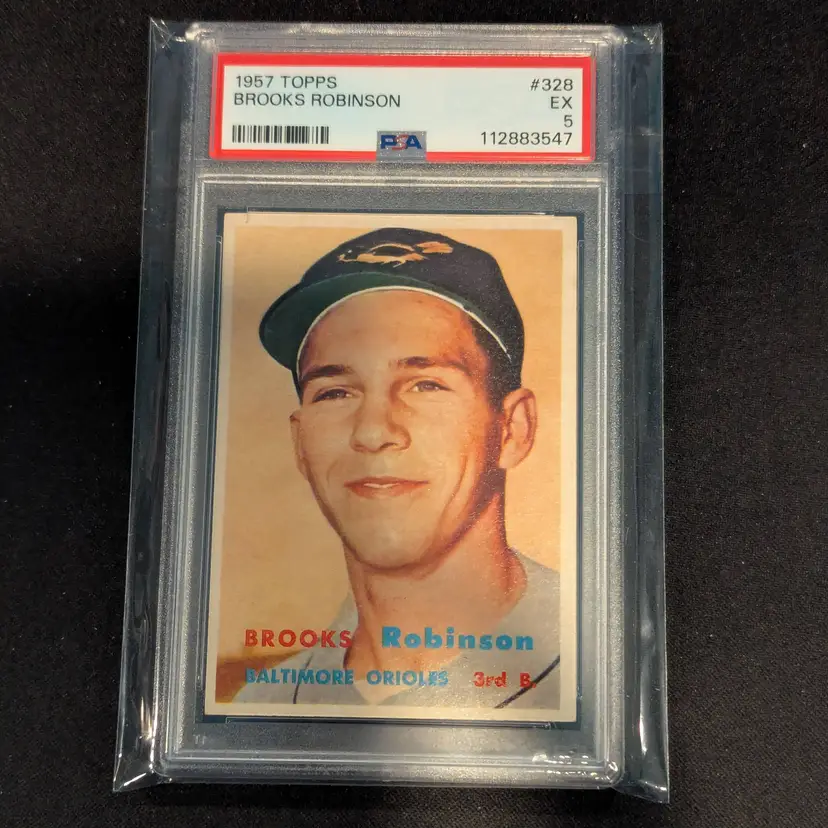 1957 TOPPS #328
BROOKS ROBINSON EX
5
PSA 112883547
BROOKS Robinson
BALTIMORE ORIOLES 3rd B.